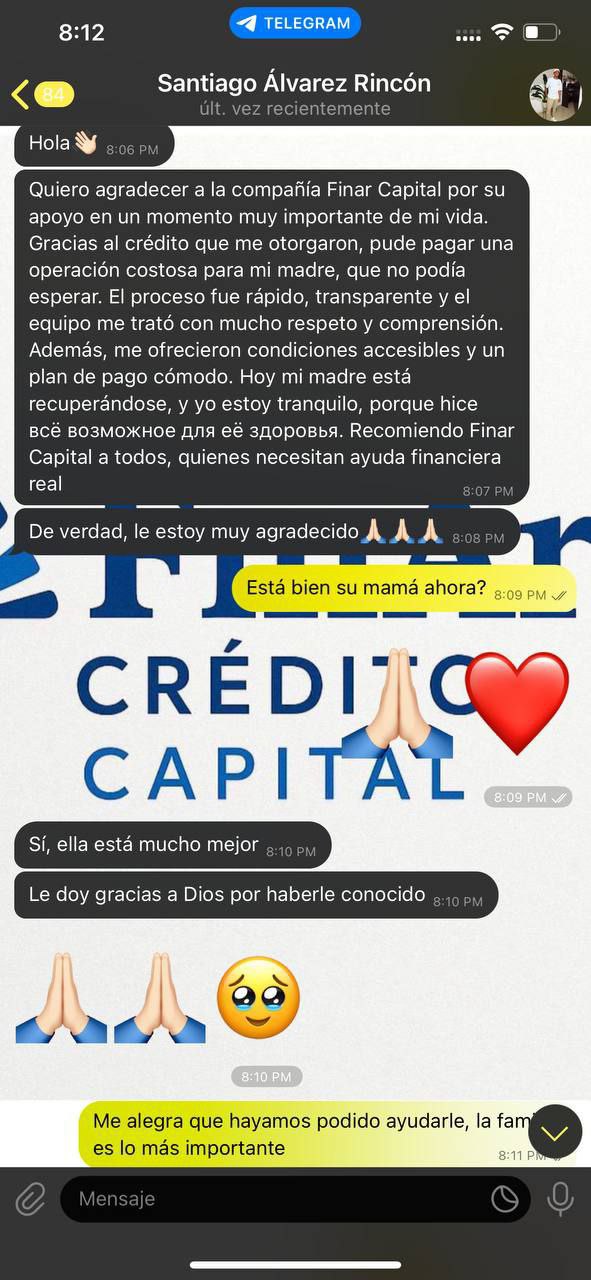 8:12
TELEGRAM
84
Santiago Álvarez Rincón
últ. vez recientemente
Hola👋🏻 8:06 PM
Quiero agradecer a la compañía Finar Capital por su
apoyo en un momento muy importante de mi vida.
Gracias al crédito que me otorgaron, pude pagar una
operación costosa para mi madre, que no podía
esperar. El proceso fue rápido, transparente y el
equipo me trató con mucho respeto y comprensión.
Además, me ofrecieron condiciones accesibles y un
plan de pago cómodo. Hoy mi madre está
recuperándose, y yo estoy tranquilo, porque hice
всё возможное для её здоровья. Recomiendo Finar
Capital a todos, quienes necesitan ayuda financiera
real
8:07 PM
De verdad, le estoy muy agradecido🙏🏻🙏🏻🙏🏻 8:08 PM
Está bien su mamá ahora? 8:09 PM
CRÉDITO
CAPITAL
8:09 PM
Sí, ella está mucho mejor 8:10 PM
Le doy gracias a Dios por haberle conocido 8:10 PM
8:10 PM
Me alegra que hayamos podido ayudarle, la
es lo más importante
8:11 PM
Mensaje